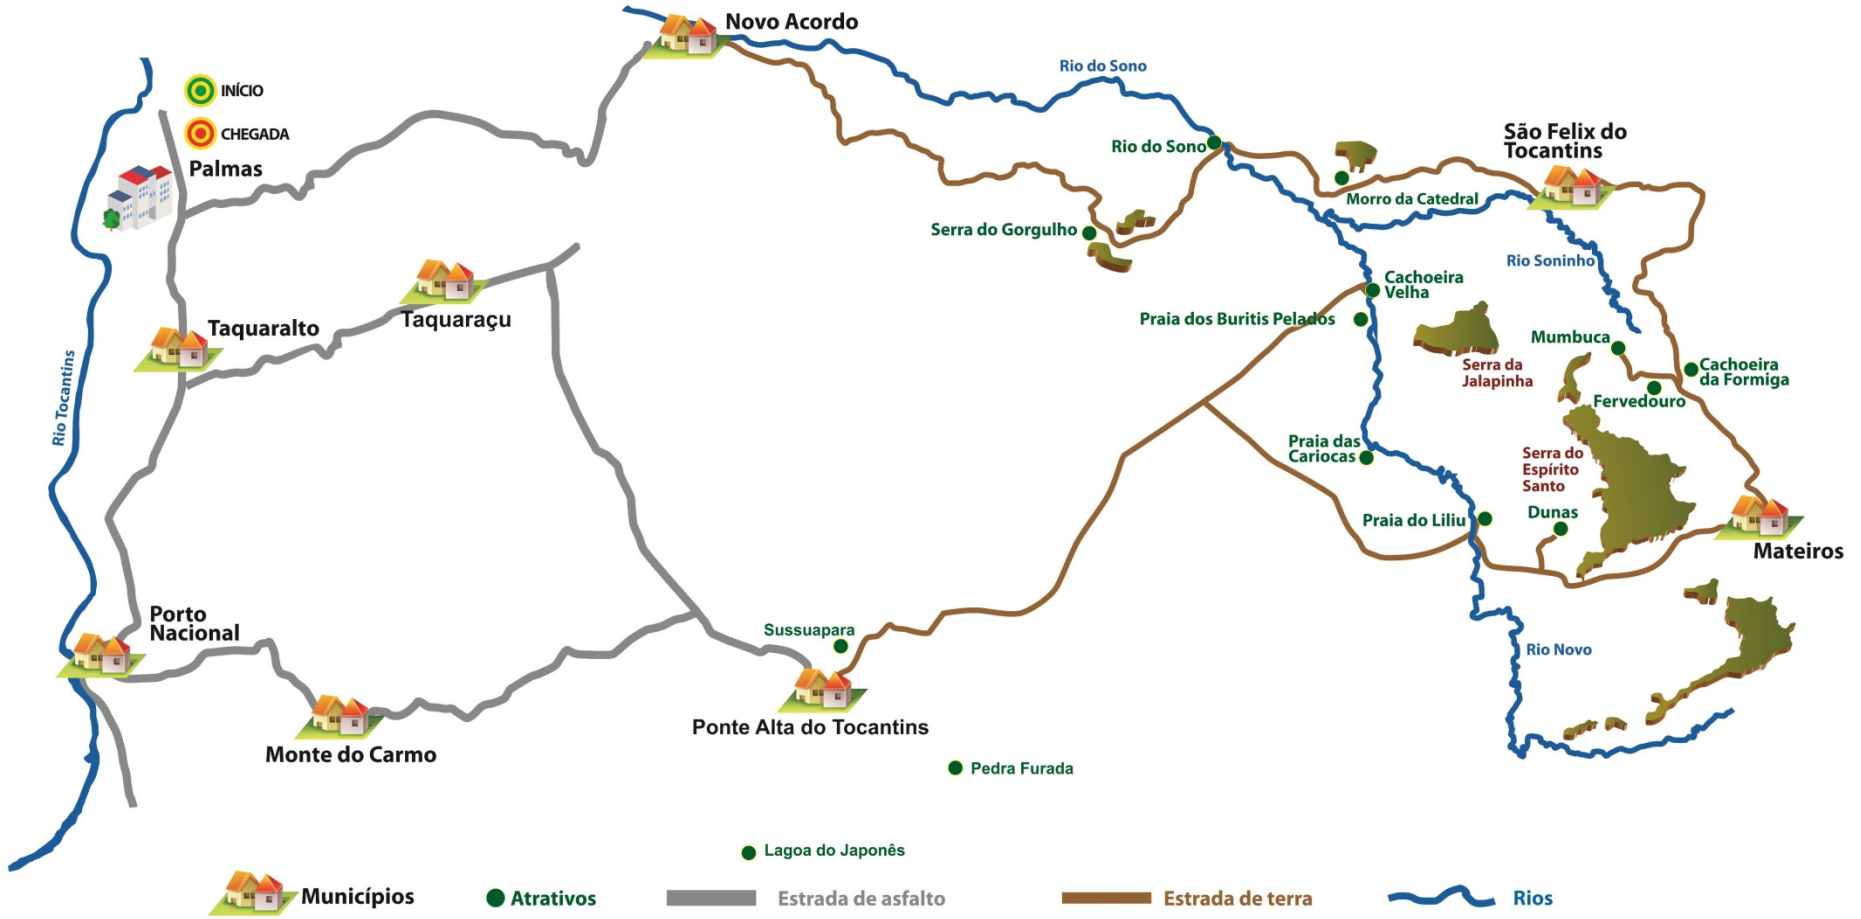 Novo Acordo
INÍCIO
CHEGADA
Palmas
Rio do Sono
Rio do Sono
São Felix do
Tocantins
Morro da Catedral
Serra do Gorgulho
Rio Soninho
Cachoeira
Velha
Praia dos Buritis Pelados
Taquaraçu
Taquaralto
Rio Tocantins
Serra da
Jalapinha
Mumbuca
Cachoeira
da Formiga
Fervedouro
Praia das
Cariocas
Serra do
Espírito
Santo
Dunas
Praia do Liliu
Mateiros
Porto
Nacional
Sussuapara
Rio Novo
Ponte Alta do Tocantins
Monte do Carmo
Pedra Furada
Lagoa do Japonês
Municípios
Atrativos
Estrada de asfalto
Estrada de terra
Rios